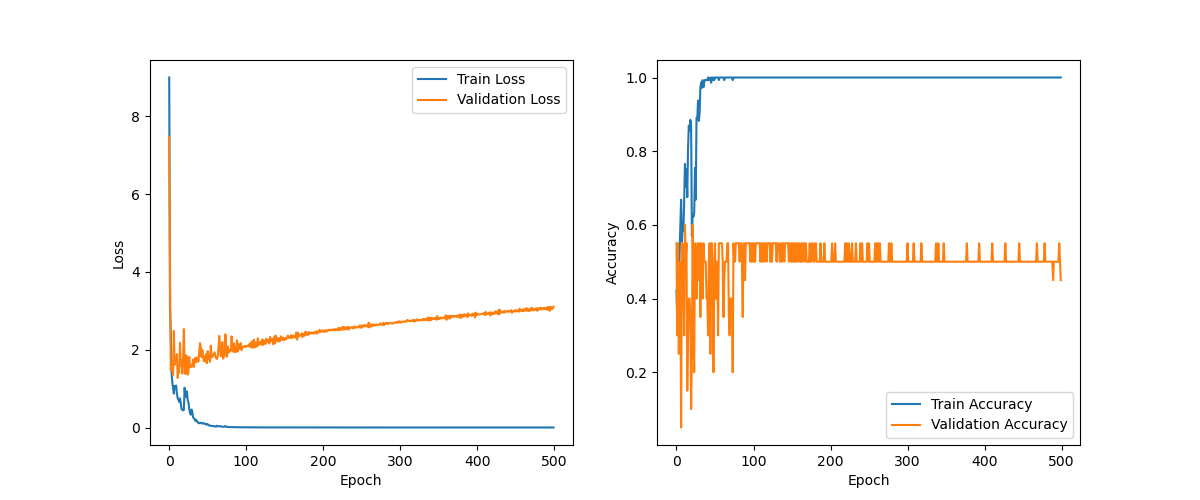 Train Loss
Validation Loss
8
6
4
2
0
Loss
0 100 200 300 400 500
Epoch
1.0
0.8
0.6
0.4
0.2
Accuracy
Train Accuracy
Validation Accuracy
0 100 200 300 400 500
Epoch